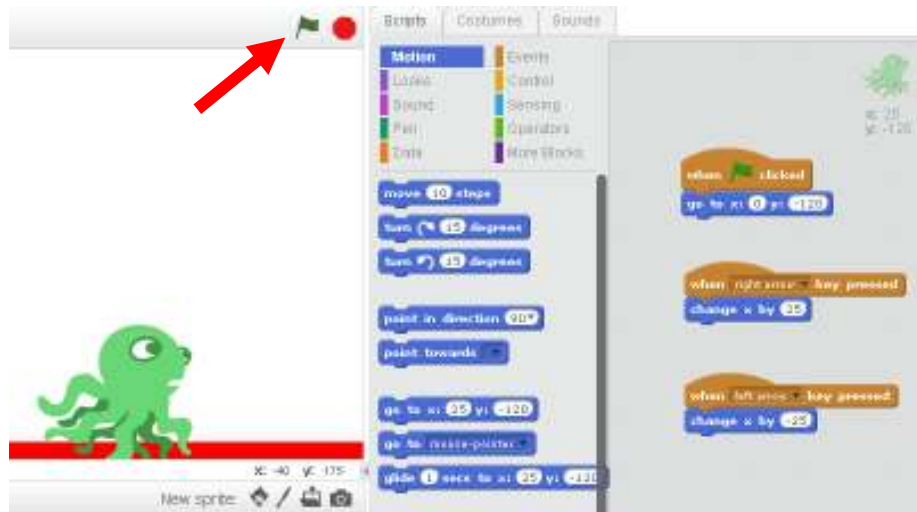 Scripts Costumes Sounds
Motion Events
Looks Control
Sound Sensing
Pen Operators
Data More Blocks
x: 25
y: -120
when clicked
go to x: 0 y: -120
move 10 steps
turn 15 degrees
turn 15 degrees
when right arrow key pressed
change x by 25
point in direction 90
point towards
when left arrow key pressed
change x by -25
go to x: 25 y: -120
go to mouse-pointer
glide 1 secs to x: 25 y: -120
X: -40 Y: 175
New sprite: